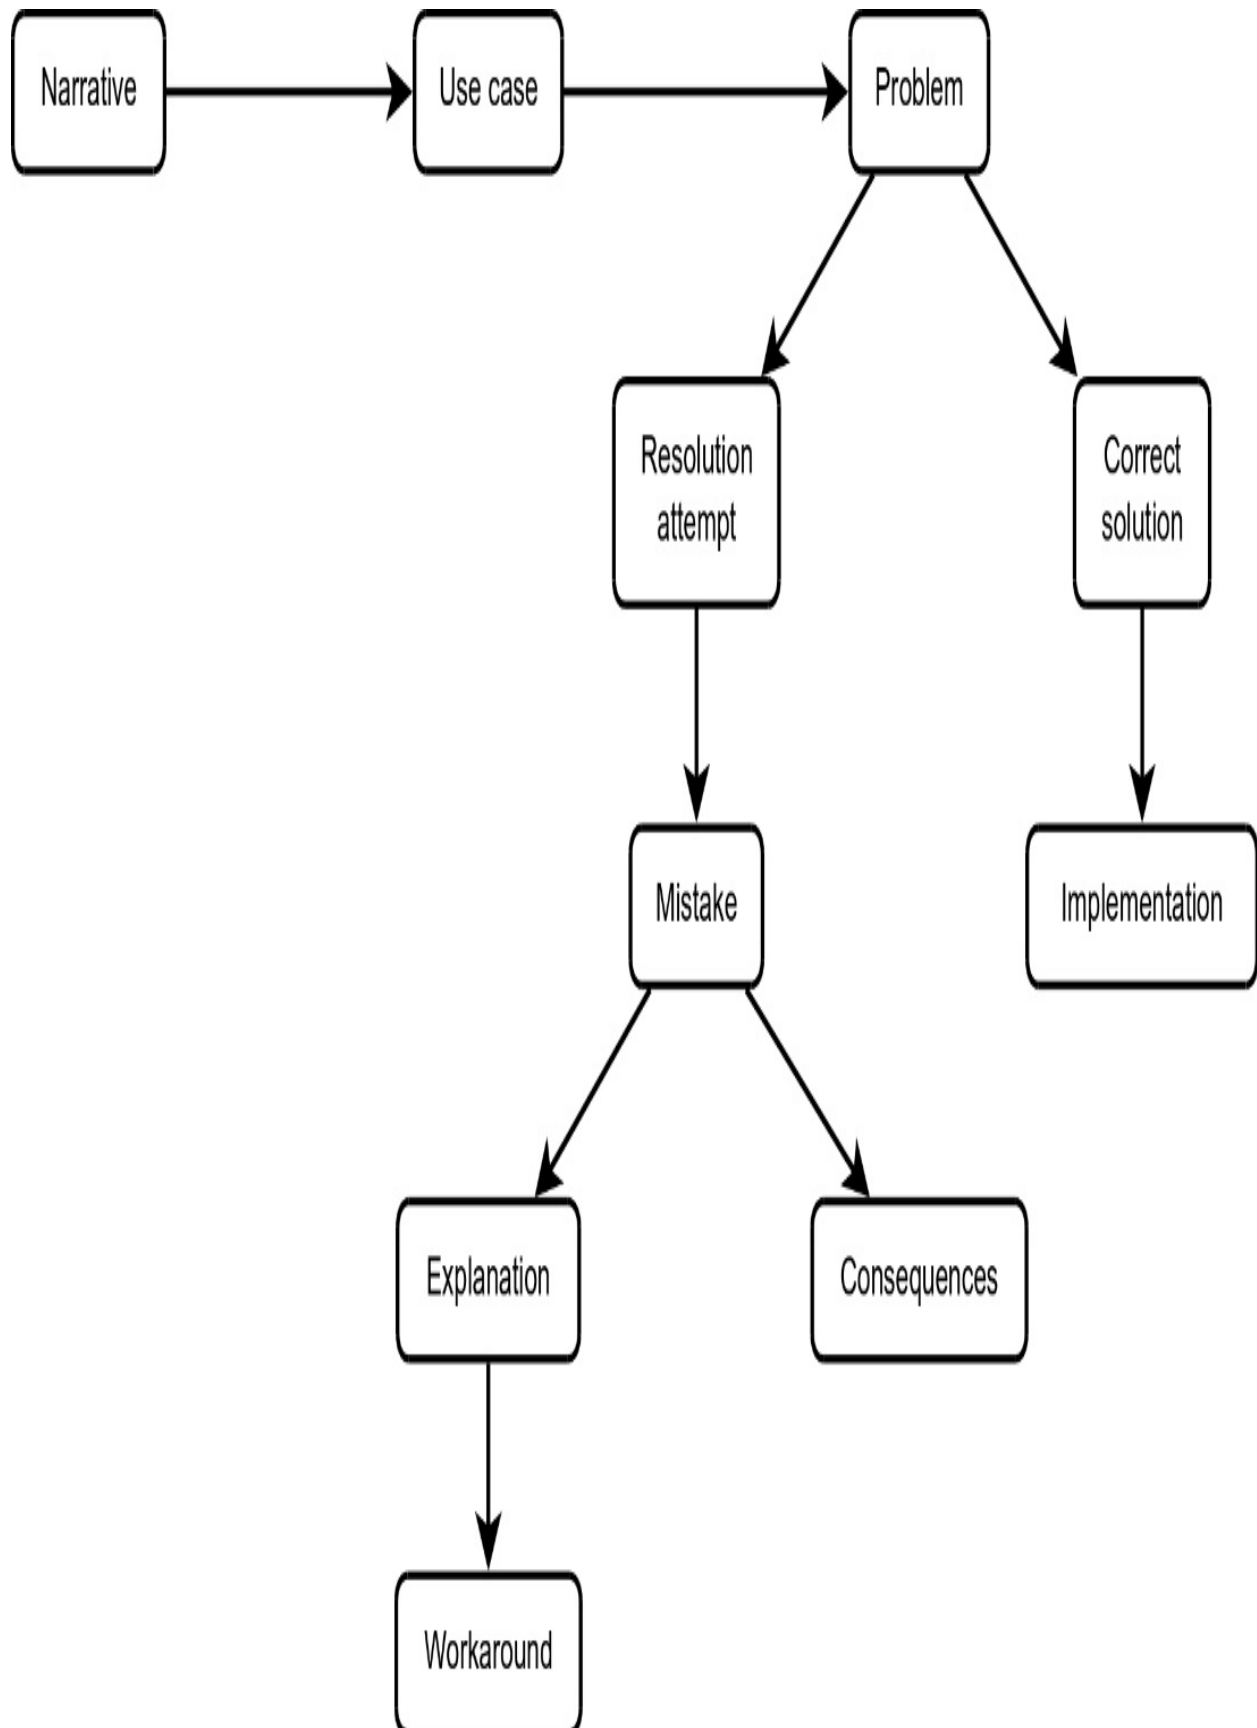 Narrative
Use case
Problem
Resolution
attempt
Correct
solution
Mistake
Implementation
Explanation
Consequences
Workaround